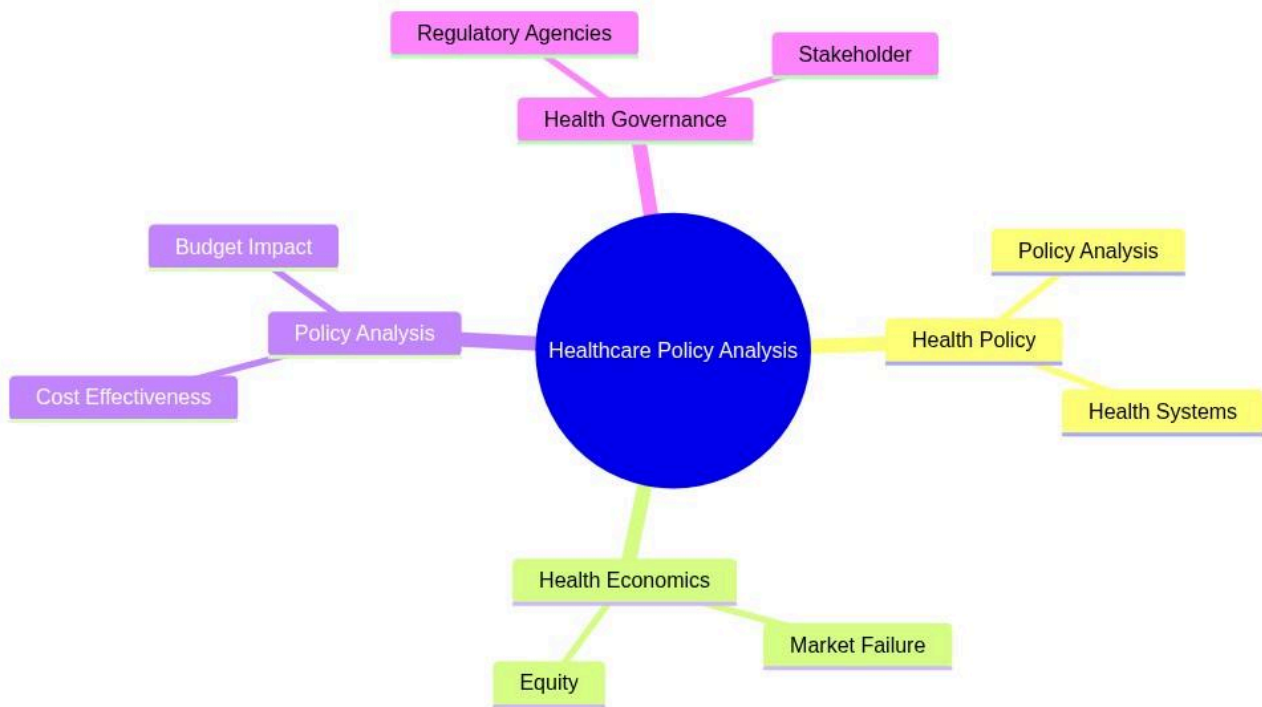 Regulatory Agencies
Stakeholder
Health Governance
Budget Impact
Policy Analysis
Policy Analysis
Health Policy
Healthcare Policy Analysis
Cost Effectiveness
Health Systems
Health Economics
Market Failure
Equity